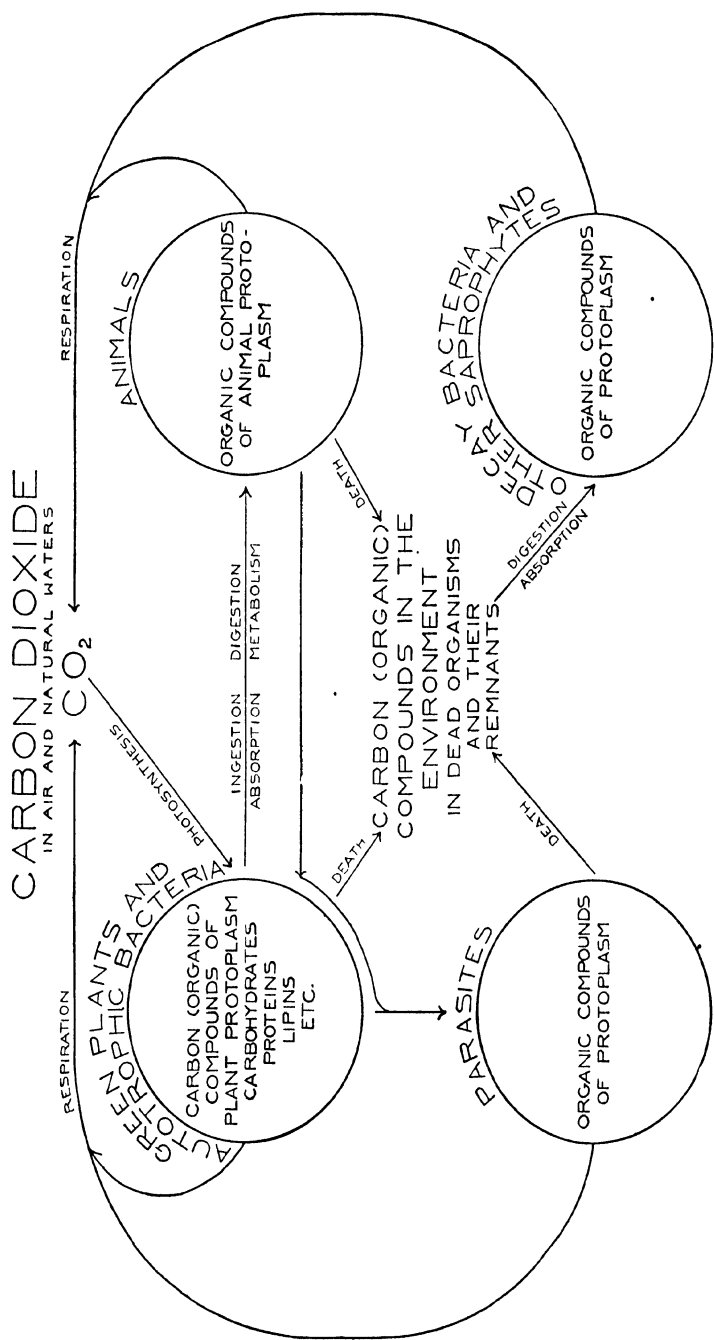 CARBON DIOXIDE
IN AIR AND NATURAL WATERS
CO2
RESPIRATION
RESPIRATION
PHOTOSYNTHESIS
GREEN PLANTS AND
AUTOTROPHIC BACTERIA
CARBON (ORGANIC)
COMPOUNDS OF
PLANT PROTOPLASM
CARBOHYDRATES
PROTEINS
LIPINS
ETC.
INGESTION DIGESTION
ABSORPTION METABOLISM
ANIMALS
ORGANIC COMPOUNDS
OF ANIMAL PROTO-
PLASM
DEATH
DEATH
CARBON (ORGANIC)
COMPOUNDS IN THE
ENVIRONMENT
IN DEAD ORGANISMS
AND THEIR
REMNANTS
PARASITES
ORGANIC COMPOUNDS
OF PROTOPLASM
DEATH
DIGESTION
ABSORPTION
DECAY BACTERIA AND
OTHER SAPROPHYTES
ORGANIC COMPOUNDS
OF PROTOPLASM